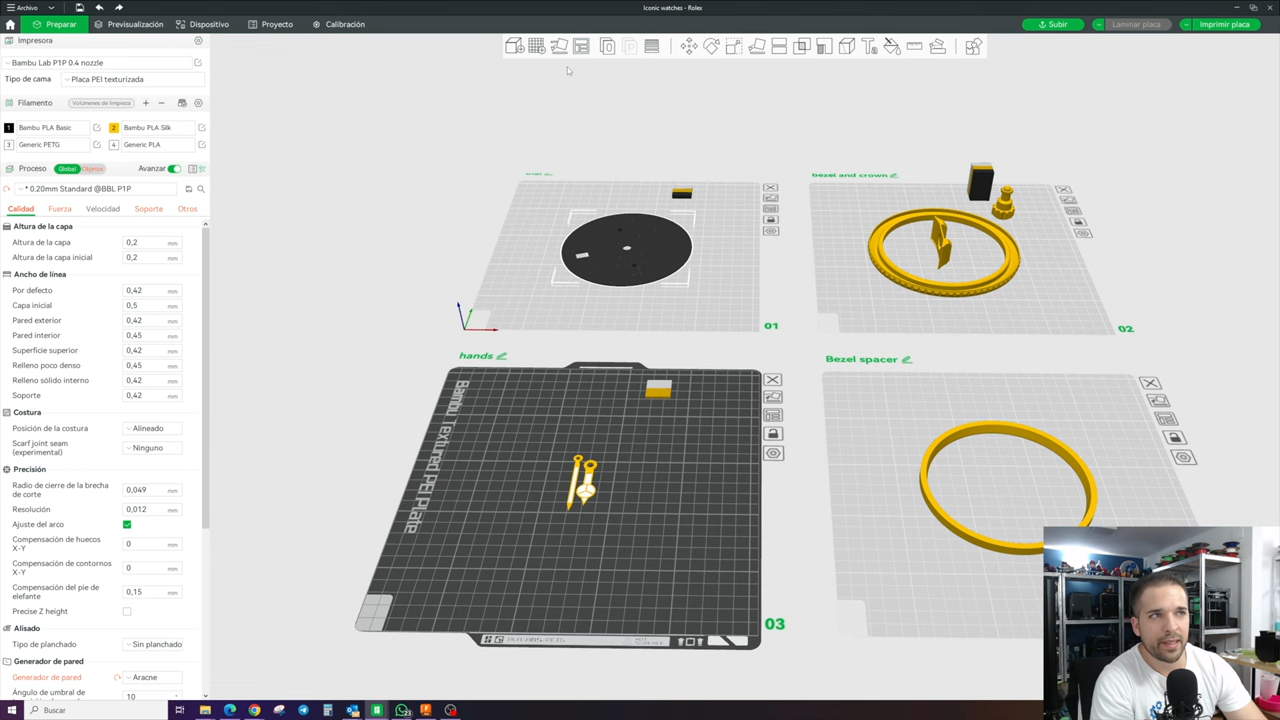 Archivo
Iconic watches - Rolex
Preparar
Previsualización
Dispositivo
Proyecto
Calibración
Subir
Laminar placa
Imprimir placa
Impresora
Bambu Lab P1P 0.4 nozzle
Tipo de cama
Placa PEI texturizada
Filamento
Volúmenes de limpieza
1 Bambu PLA Basic
2 Bambu PLA Silk
3 Generic PETG
4 Generic PLA
Proceso
Global
Objetos
Avanzar
* 0.20mm Standard @BBL P1P
Calidad
Fuerza
Velocidad
Soporte
Otros
Altura de la capa
Altura de la capa 0,2 mm
Altura de la capa inicial 0,2 mm
Ancho de línea
Por defecto 0,42 mm
Capa inicial 0,5 mm
Pared exterior 0,42 mm
Pared interior 0,45 mm
Superficie superior 0,42 mm
Relleno poco denso 0,45 mm
Relleno sólido interno 0,42 mm
Soporte 0,42 mm
Costura
Posición de la costura Alineado
Scarf joint seam
(experimental) Ninguno
Precisión
Radio de cierre de la brecha
de corte 0,049 mm
Resolución 0,012 mm
Ajuste del arco
Compensación de huecos
X-Y 0 mm
Compensación de contornos
X-Y 0 mm
Compensación del pie de
elefante 0,15 mm
Precise Z height
Alisado
Tipo de planchado Sin planchado
Generador de pared
Generador de pared Aracne
Ángulo de umbral de 10 °
bezel and crown
01
02
hands
Bezel spacer
Bambu Textured PEI Plate
03
Buscar